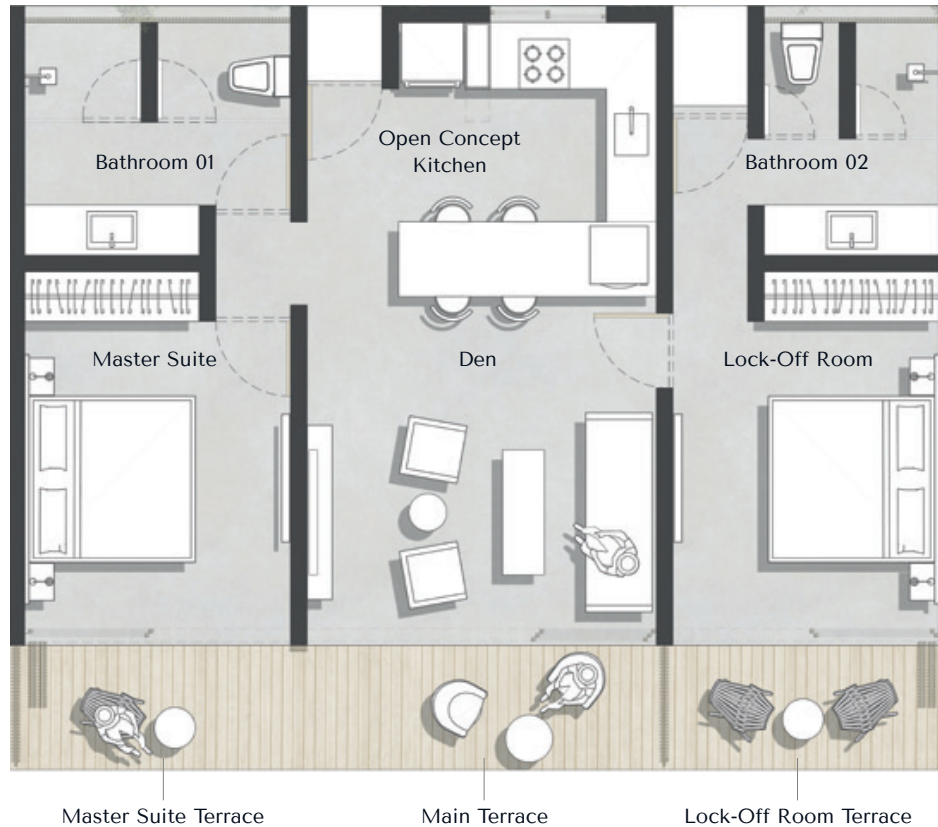 Open Concept
Kitchen
Bathroom 01
Bathroom 02
Master Suite
Den
Lock-Off Room
Master Suite Terrace
Main Terrace
Lock-Off Room Terrace